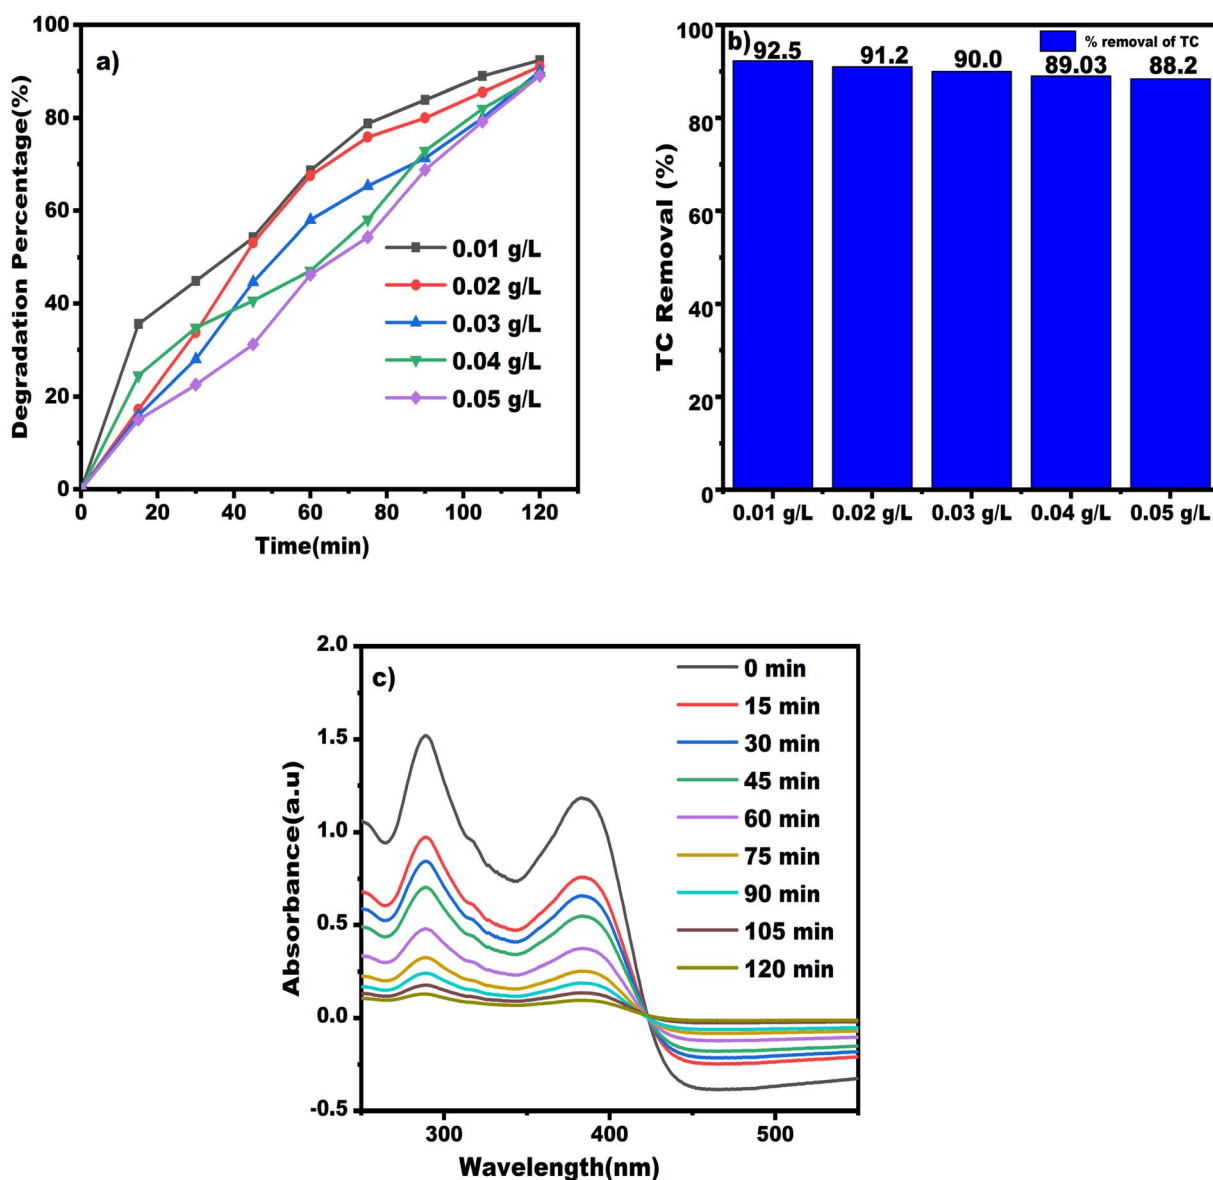 a)
100
80
60
40
20
0
Degradation Percentage(%)
0.01 g/L
0.02 g/L
0.03 g/L
0.04 g/L
0.05 g/L
0 20 40 60 80 100 120
Time(min)
b)
% removal of TC
100
80
60
40
20
0
TC Removal (%)
92.5 91.2 90.0 89.03 88.2
0.01 g/L 0.02 g/L 0.03 g/L 0.04 g/L 0.05 g/L
c)
2.0
1.5
1.0
0.5
0.0
-0.5
Absorbance(a.u)
0 min
15 min
30 min
45 min
60 min
75 min
90 min
105 min
120 min
300 400 500
Wavelength(nm)